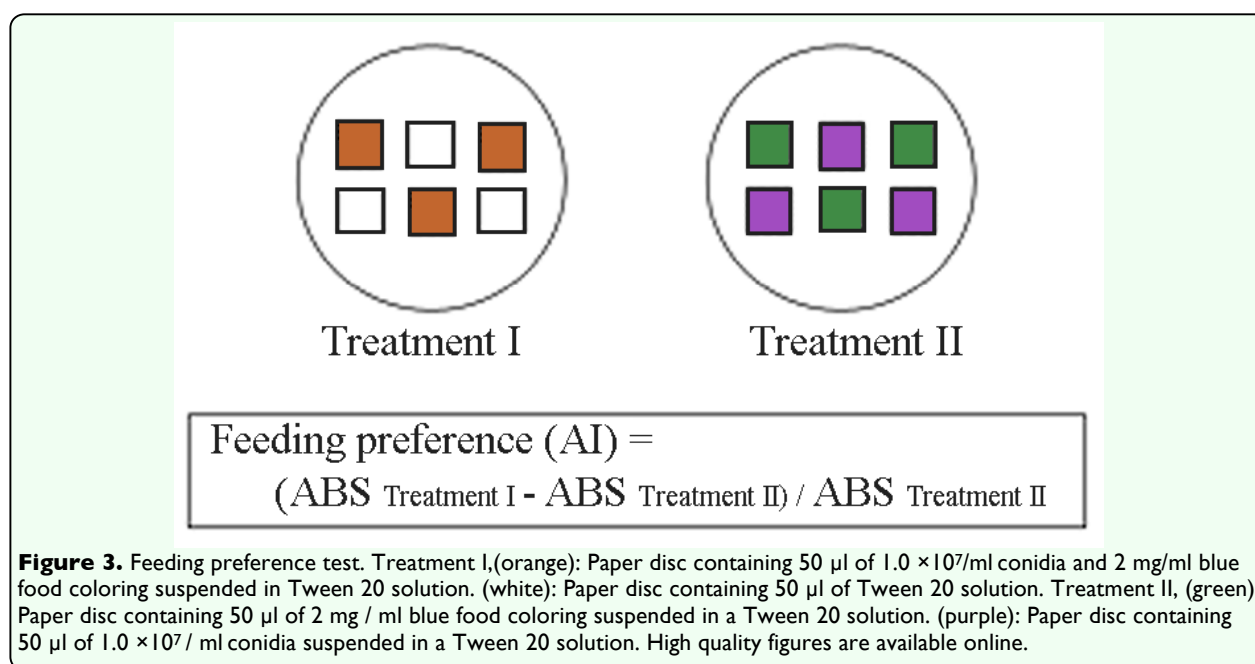 Treatment I
Treatment II
Feeding preference (AI) =
(ABS Treatment I - ABS Treatment II) / ABS Treatment II
Figure 3. Feeding preference test. Treatment I,(orange): Paper disc containing 50 µl of 1.0 ×10⁷/ml conidia and 2 mg/ml blue
food coloring suspended in Tween 20 solution. (white): Paper disc containing 50 µl of Tween 20 solution. Treatment II, (green)
Paper disc containing 50 µl of 2 mg / ml blue food coloring suspended in a Tween 20 solution. (purple): Paper disc containing
50 µl of 1.0 ×10⁷ / ml conidia suspended in a Tween 20 solution. High quality figures are available online.